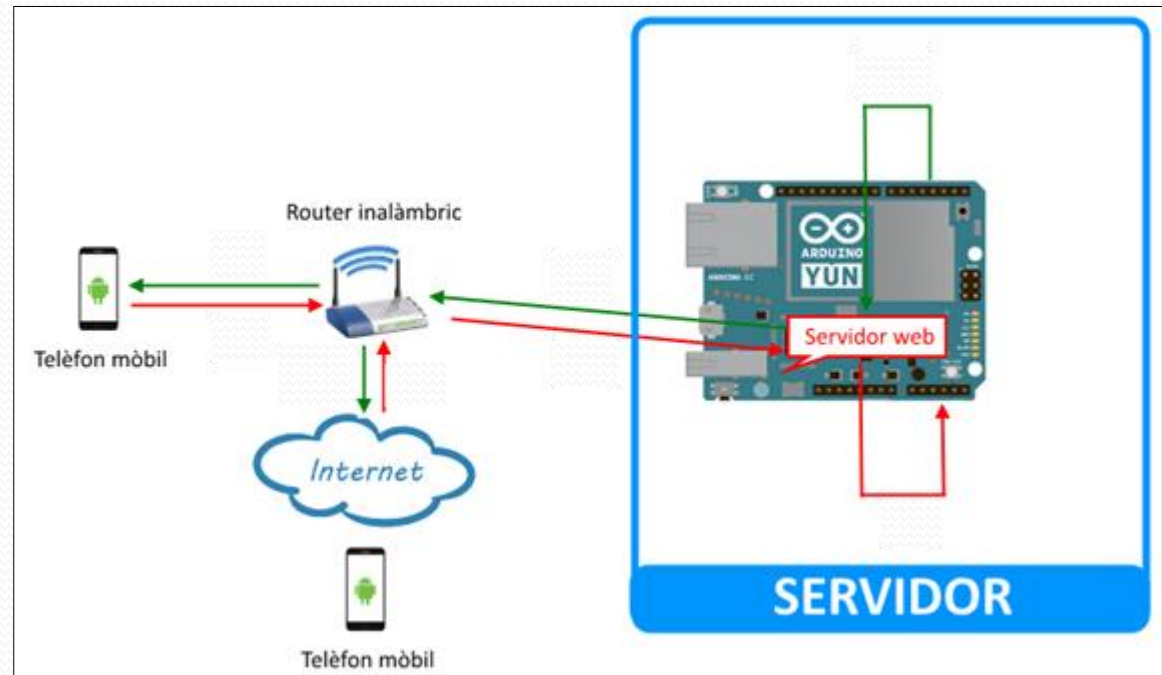 Router inalàmbric
Telèfon mòbil
Internet
Telèfon mòbil
ARDUINO
YUN
Servidor web
SERVIDOR